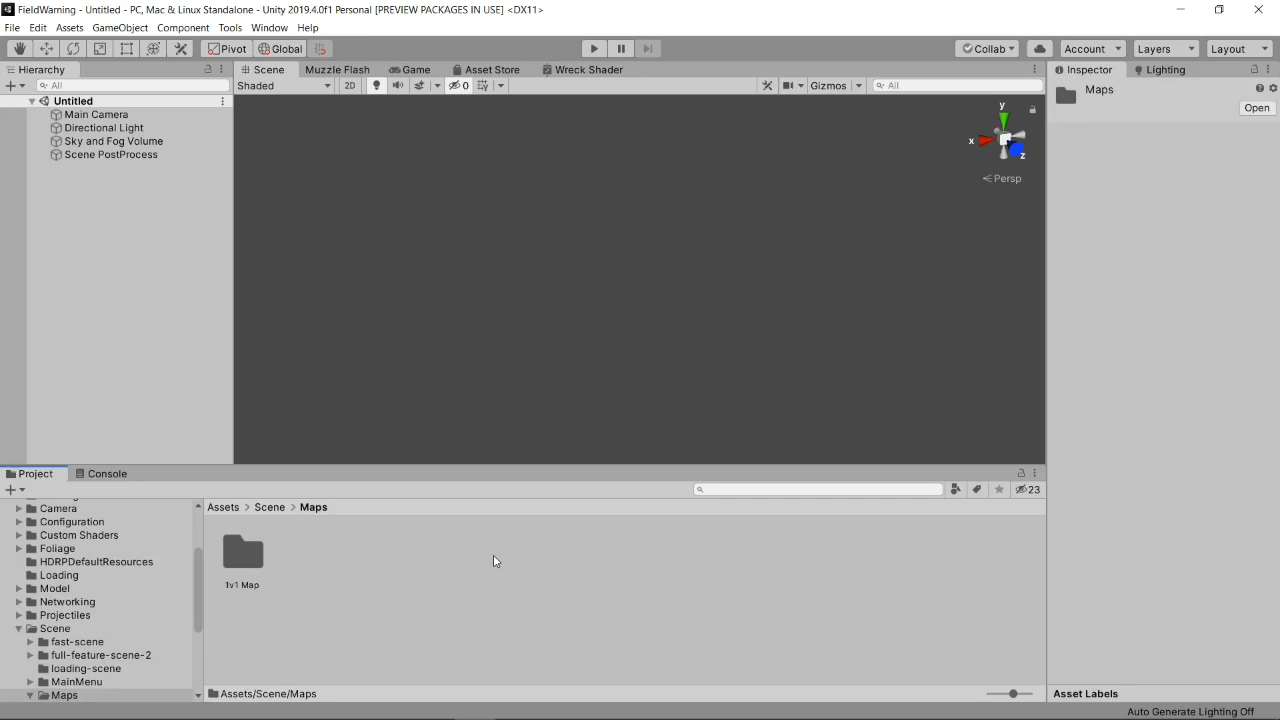 FieldWarning - Untitled - PC, Mac & Linux Standalone - Unity 2019.4.0f1 Personal [PREVIEW PACKAGES IN USE] <DX11>
File Edit Assets GameObject Component Tools Window Help
Pivot Global Collab Account Layers Layout
Hierarchy Scene Muzzle Flash Game Asset Store Wreck Shader Inspector Lighting
All Shaded 2D 0 Gizmos All Maps
Open
Untitled
Main Camera
Directional Light
Sky and Fog Volume
Scene PostProcess
y
x
z
Persp
Project Console
23
Assets > Scene > Maps
Camera
Configuration
Custom Shaders
Foliage
HDRPDefaultResources
Loading
Model
Networking
Projectiles
Scene
fast-scene
full-feature-scene-2
loading-scene
MainMenu
Maps
1v1 Map
Assets/Scene/Maps
Asset Labels
Auto Generate Lighting Off